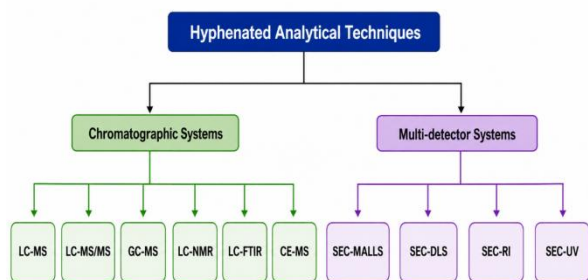 Hyphenated Analytical Techniques
Chromatographic Systems
Multi-detector Systems
LC-MS
LC-MS/MS
GC-MS
LC-NMR
LC-FTIR
CE-MS
SEC-MALLS
SEC-DLS
SEC-RI
SEC-UV